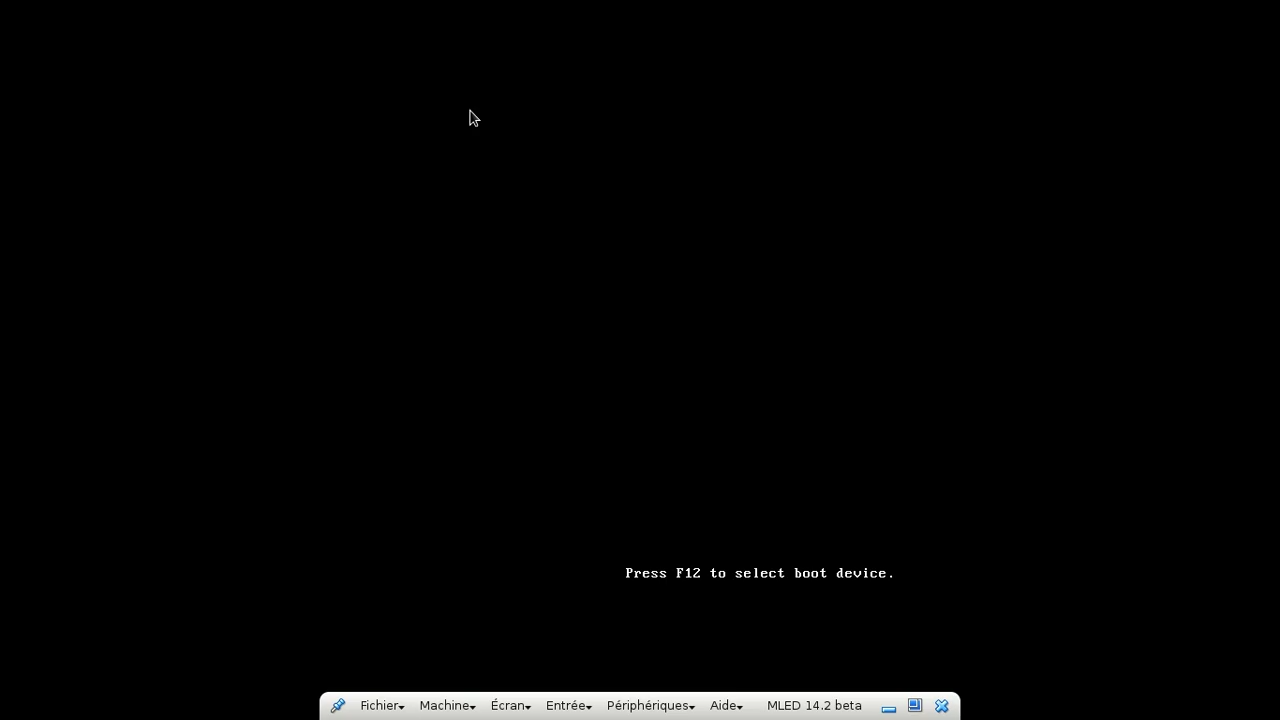 Press F12 to select boot device.
Fichier Machine Écran Entrée Périphériques Aide MLED 14.2 beta